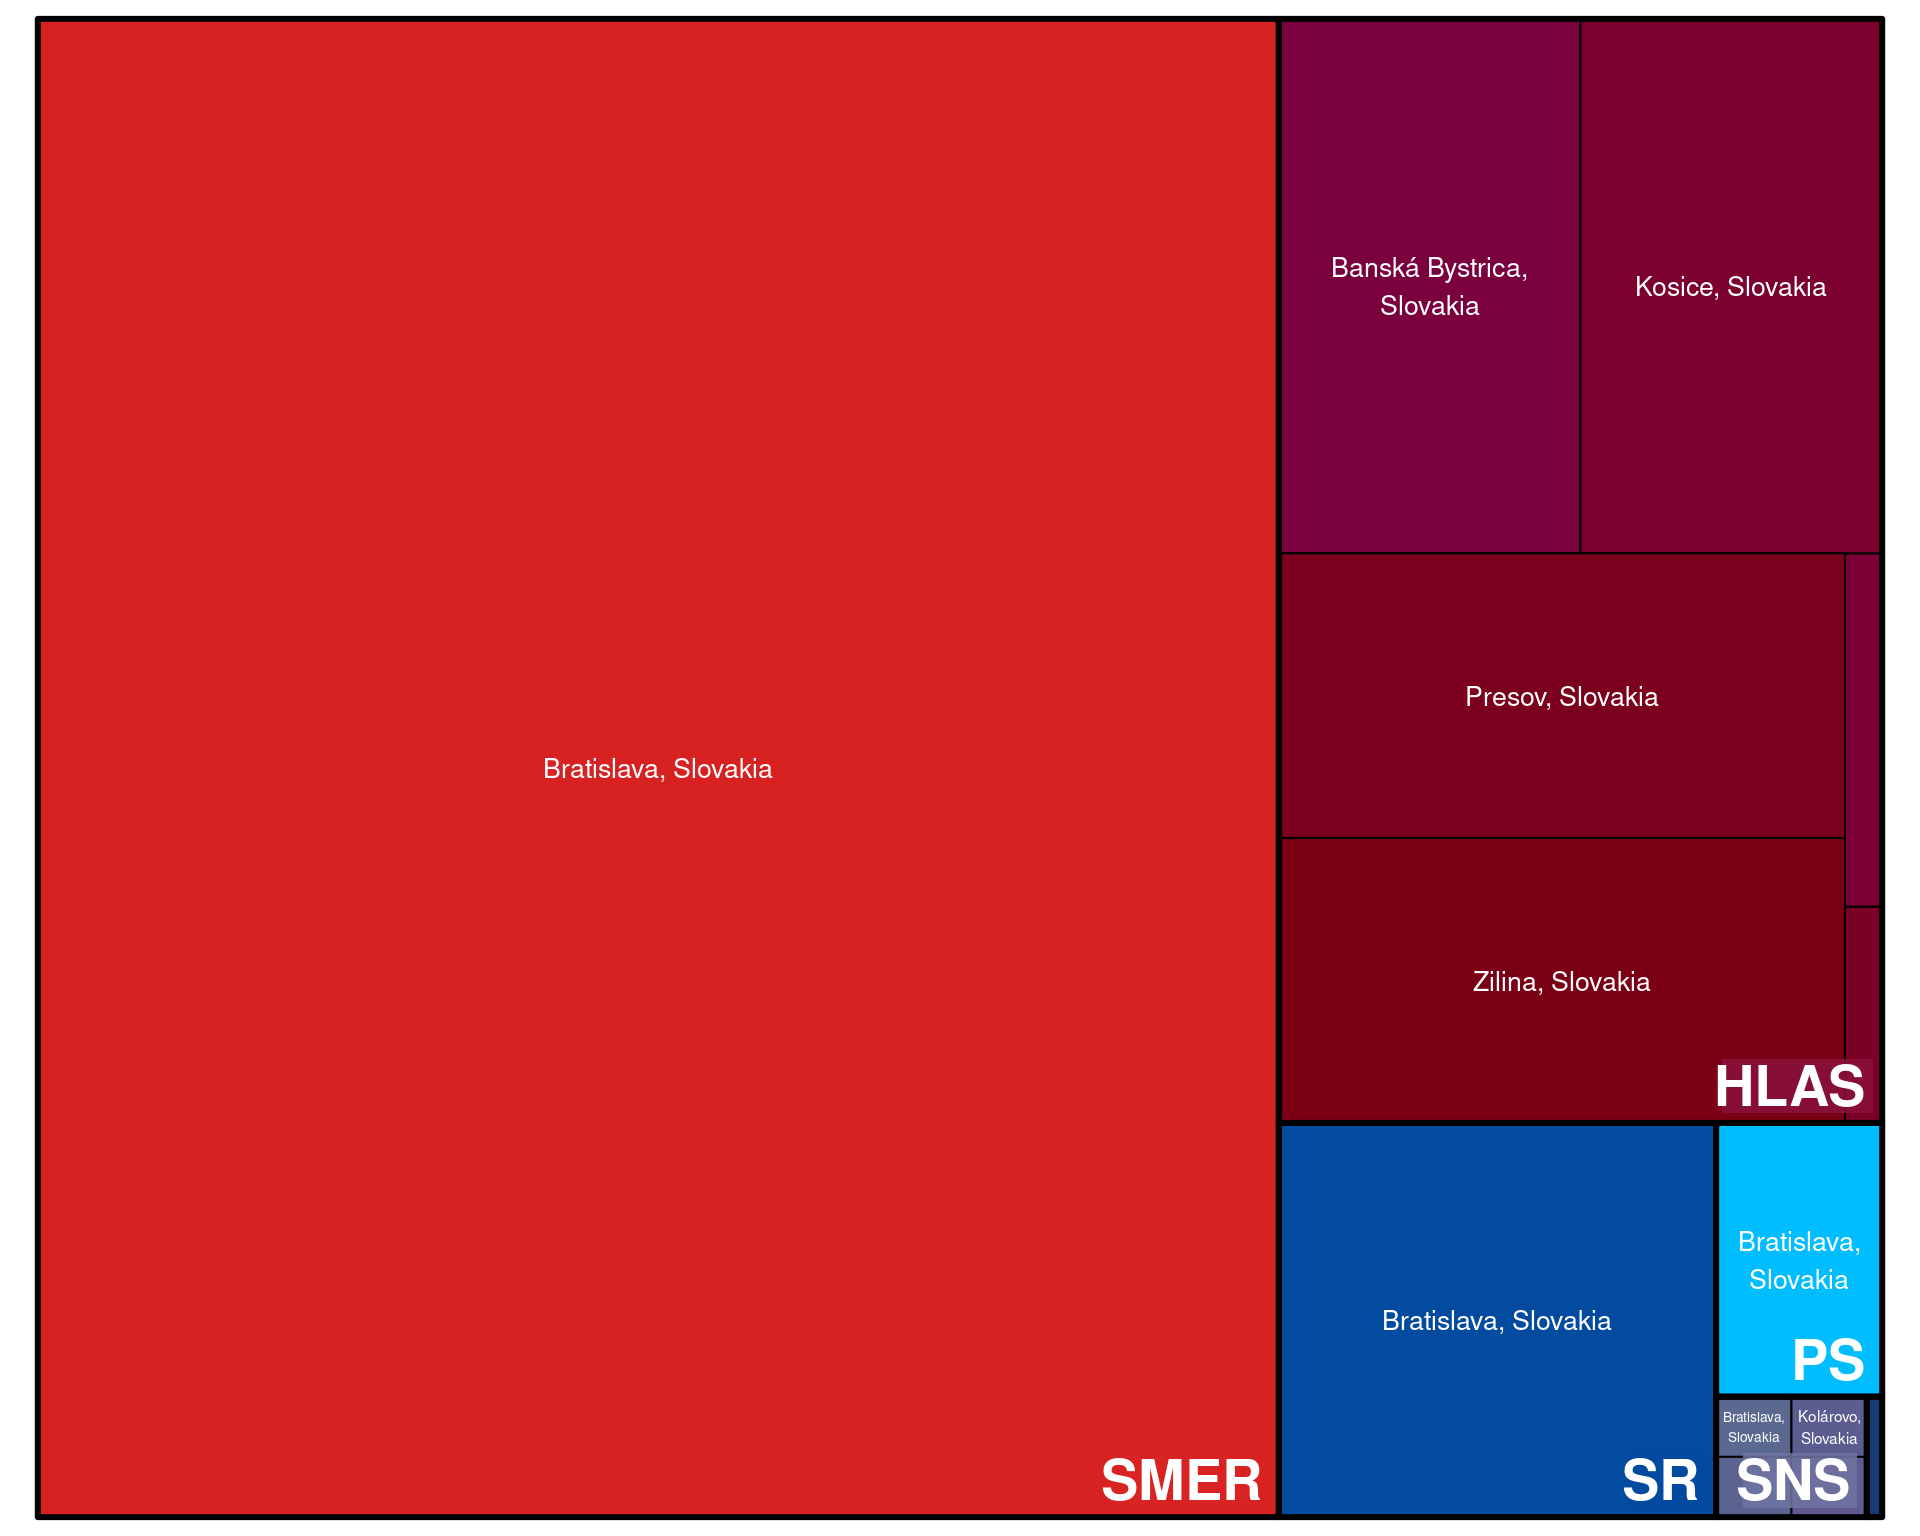 Banská Bystrica,
Slovakia
Kosice, Slovakia
Presov, Slovakia
Bratislava, Slovakia
Zilina, Slovakia
HLAS
Bratislava,
Slovakia
Bratislava, Slovakia
PS
Bratislava,
Slovakia
Kolárovo,
Slovakia
SMER
SR
SNS